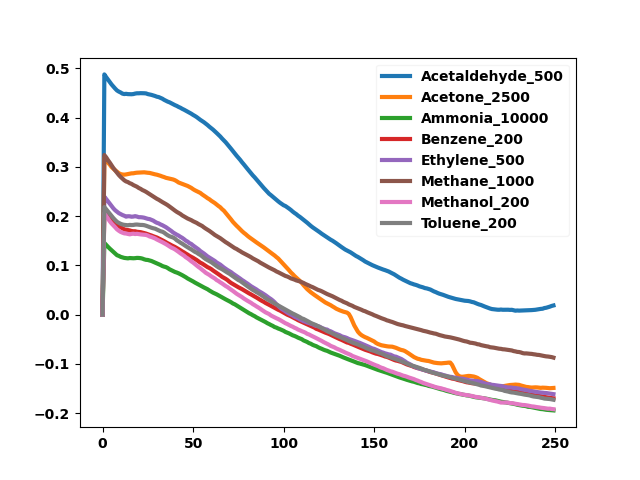 0.5
0.4
0.3
0.2
0.1
0.0
−0.1
−0.2
0 50 100 150 200 250
Acetaldehyde_500
Acetone_2500
Ammonia_10000
Benzene_200
Ethylene_500
Methane_1000
Methanol_200
Toluene_200